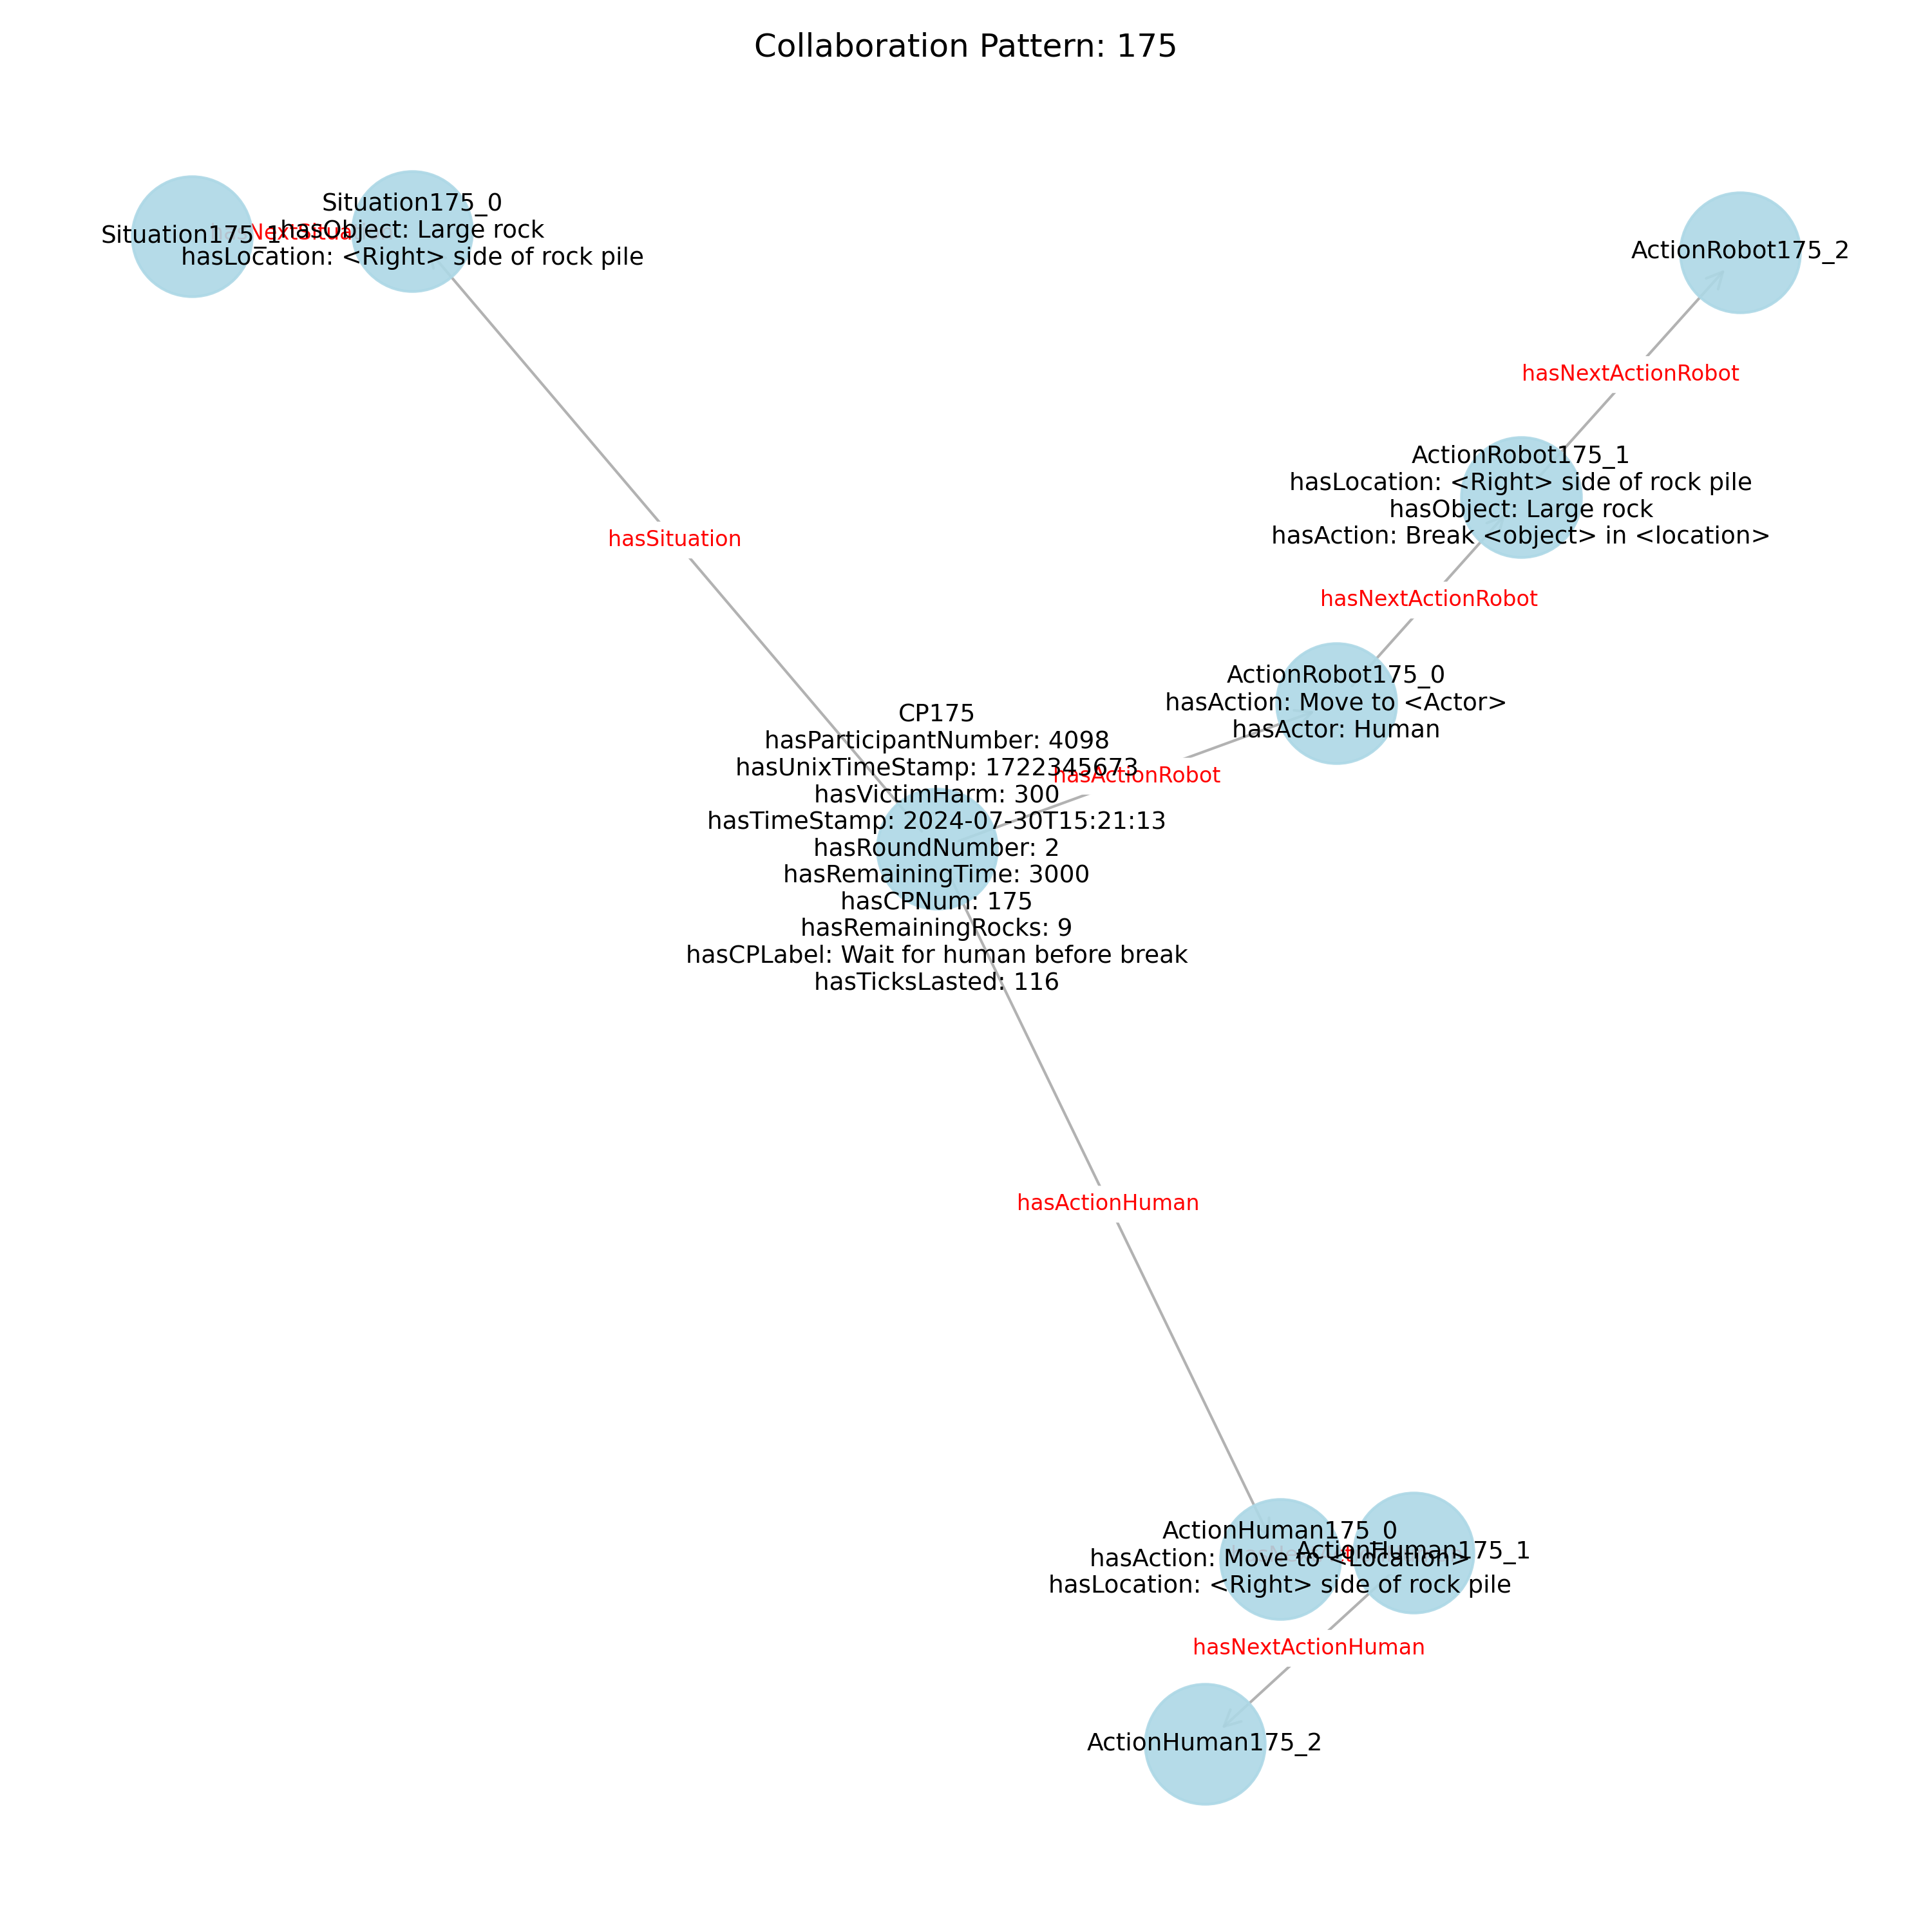 Collaboration Pattern: 175
Situation175_0
hasObject: Large rock
hasLocation: <Right> side of rock pile
Situation175_1
ActionRobot175_2
hasNextActionRobot
ActionRobot175_1
hasLocation: <Right> side of rock pile
hasObject: Large rock
hasAction: Break <object> in <location>
hasSituation
hasNextActionRobot
ActionRobot175_0
hasAction: Move to <Actor>
hasActor: Human
CP175
hasParticipantNumber: 4098
hasUnixTimeStamp: 1722345673
hasVictimHarm: 300
hasTimeStamp: 2024-07-30T15:21:13
hasRoundNumber: 2
hasRemainingTime: 3000
hasCPNum: 175
hasRemainingRocks: 9
hasCPLabel: Wait for human before break
hasTicksLasted: 116
hasActionRobot
hasActionHuman
ActionHuman175_0
hasAction: Move to <Location>
hasLocation: <Right> side of rock pile
ActionHuman175_1
hasNextActionHuman
ActionHuman175_2